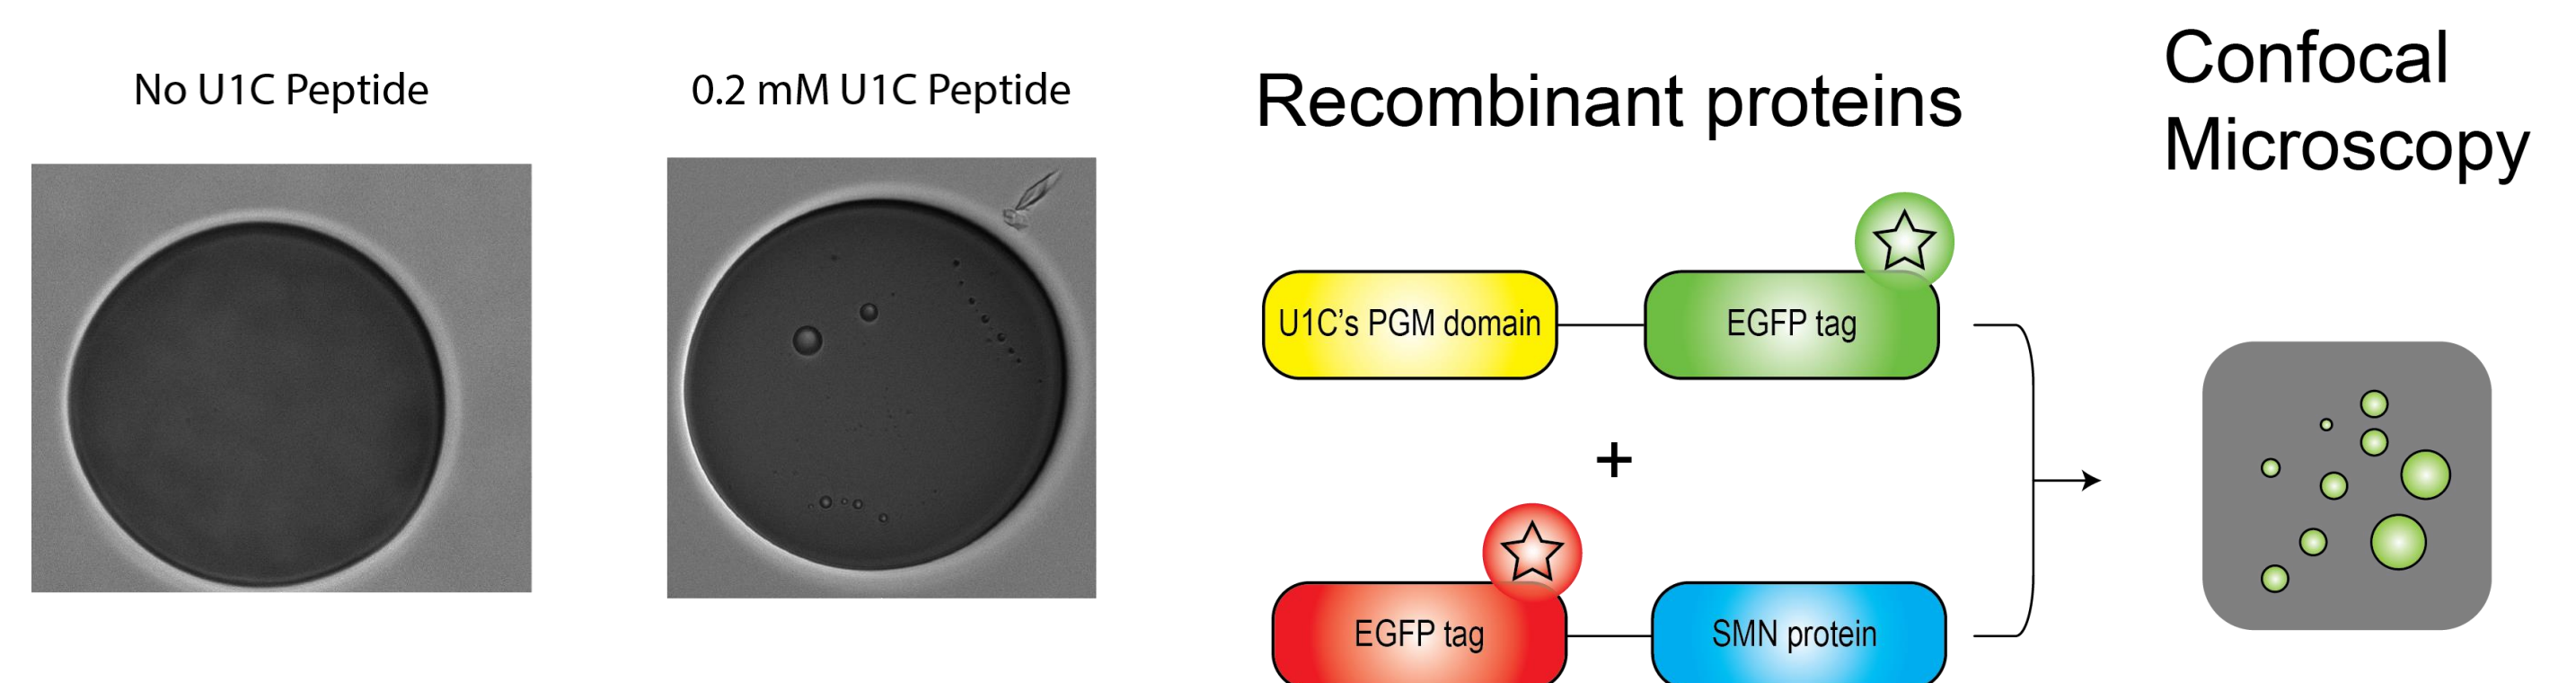 No U1C Peptide
0.2 mM U1C Peptide
Recombinant proteins
Confocal
Microscopy
U1C's PGM domain
EGFP tag
+
EGFP tag
SMN protein